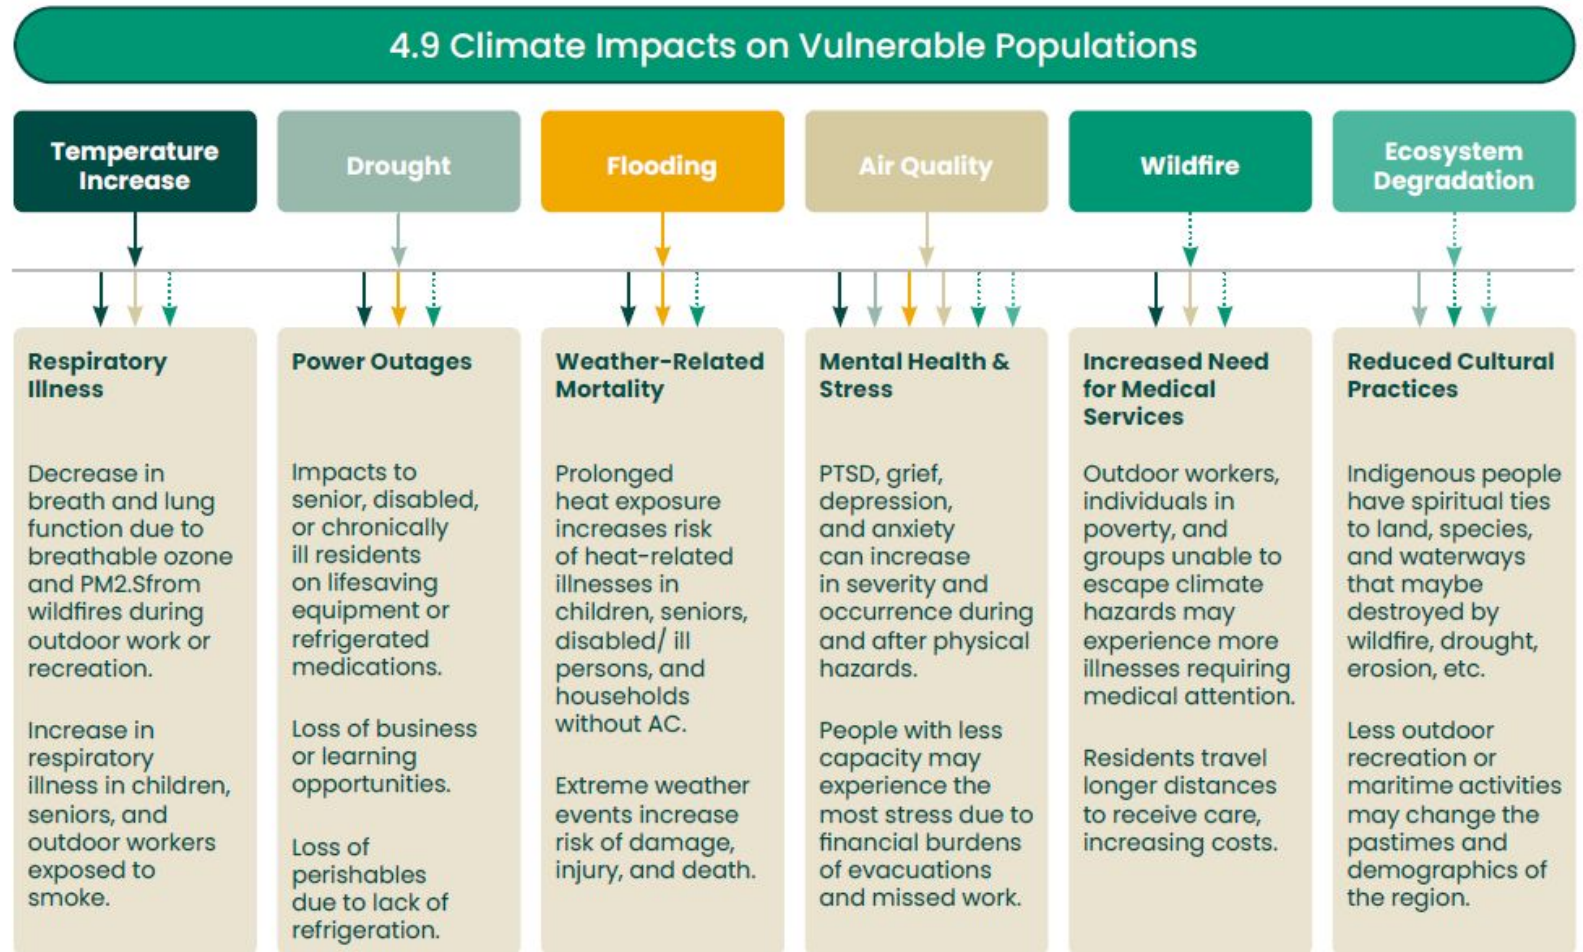 4.9 Climate Impacts on Vulnerable Populations
Temperature
Increase
Drought
Flooding
Air Quality
Wildfire
Ecosystem
Degradation
Respiratory
Illness
Decrease in
breath and lung
function due to
breathable ozone
and PM2.Sfrom
wildfires during
outdoor work or
recreation.
Increase in
respiratory
illness in children,
seniors, and
outdoor workers
exposed to
smoke.
Power Outages
Impacts to
senior, disabled,
or chronically
ill residents
on lifesaving
equipment or
refrigerated
medications.
Loss of business
or learning
opportunities.
Loss of
perishables
due to lack of
refrigeration.
Weather-Related
Mortality
Prolonged
heat exposure
increases risk
of heat-related
illnesses in
children, seniors,
disabled/ ill
persons, and
households
without AC.
Extreme weather
events increase
risk of damage,
injury, and death.
Mental Health &
Stress
PTSD, grief,
depression,
and anxiety
can increase
in severity and
occurrence during
and after physical
hazards.
People with less
capacity may
experience the
most stress due to
financial burdens
of evacuations
and missed work.
Increased Need
for Medical
Services
Outdoor workers,
individuals in
poverty, and
groups unable to
escape climate
hazards may
experience more
illnesses requiring
medical attention.
Residents travel
longer distances
to receive care,
increasing costs.
Reduced Cultural
Practices
Indigenous people
have spiritual ties
to land, species,
and waterways
that maybe
destroyed by
wildfire, drought,
erosion, etc.
Less outdoor
recreation or
maritime activities
may change the
pastimes and
demographics of
the region.